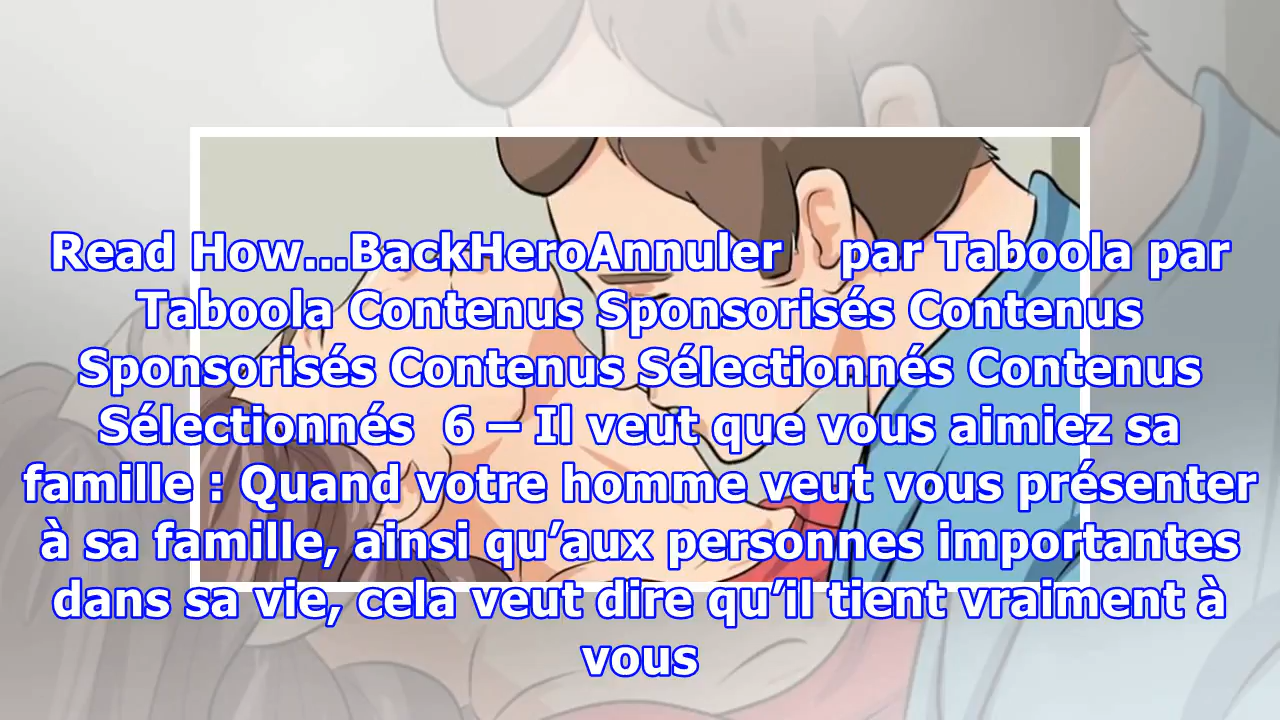 Read How...BackHeroAnnuler par Taboola par
Taboola Contenus Sponsorisés Contenus
Sponsorisés Contenus Sélectionnés Contenus
Sélectionnés 6 – Il veut que vous aimiez sa
famille : Quand votre homme veut vous présenter
à sa famille, ainsi qu’aux personnes importantes
dans sa vie, cela veut dire qu’il tient vraiment à
vous